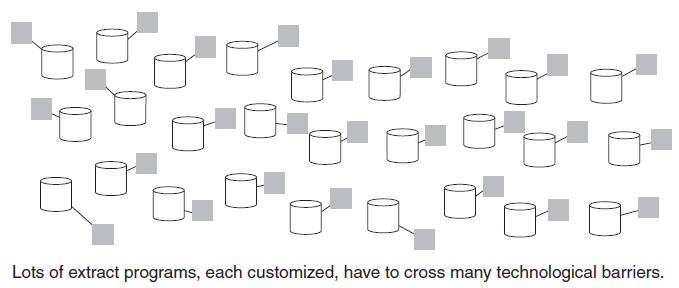 Lots of extract programs, each customized, have to cross many technological barriers.